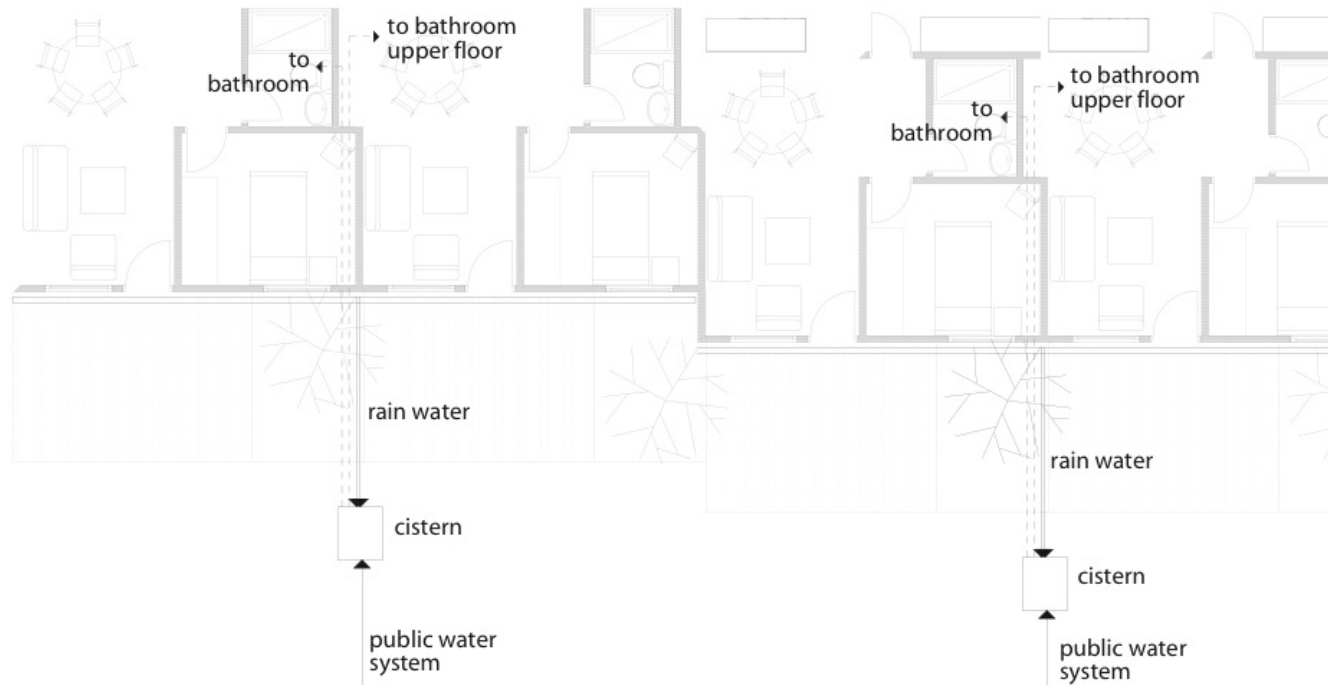 to bathroom
upper floor
to
bathroom
rain water
cistern
public water
system
to bathroom
upper floor
to
bathroom
rain water
cistern
public water
system